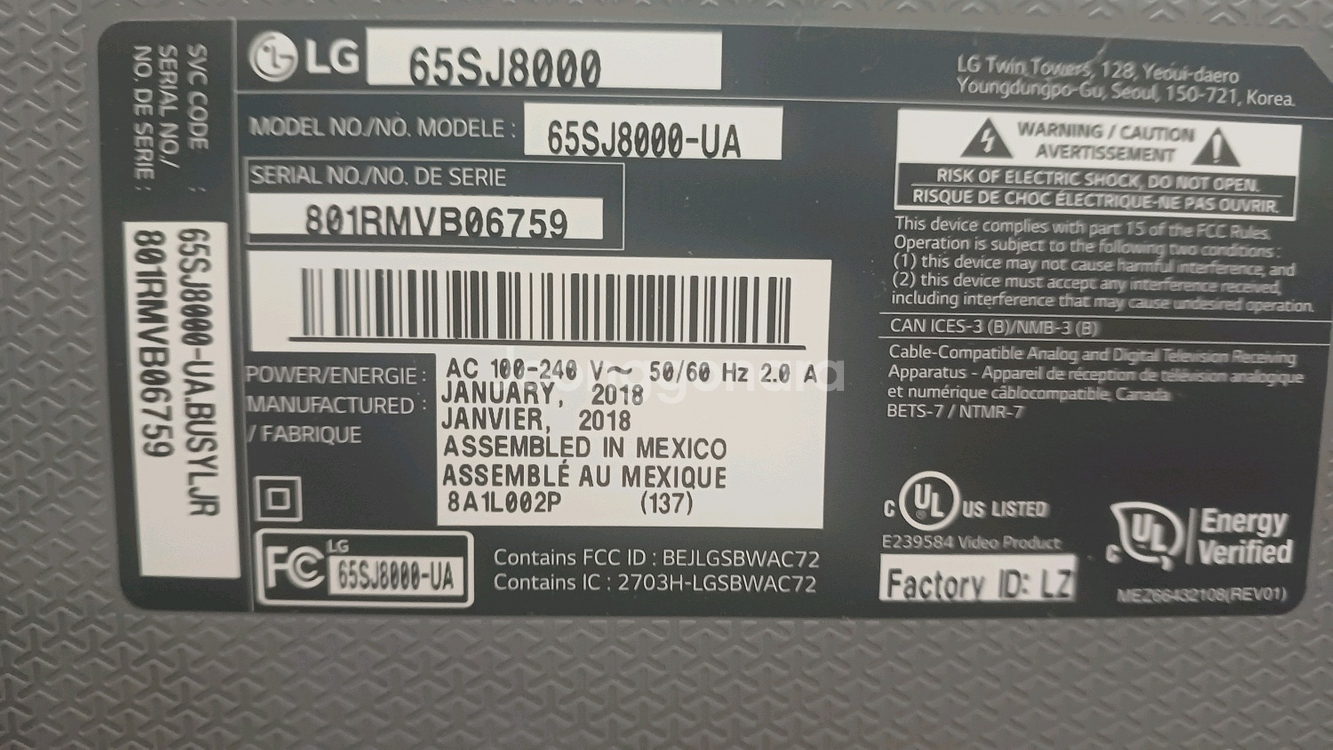 SVC CODE :
SERIAL NO./
NO. DE SERIE :
65SJ8000-UA.BUSYLJR
801RMVB06759
LG 65SJ8000
MODEL NO./NO. MODELE : 65SJ8000-UA
SERIAL NO./NO. DE SERIE
801RMVB06759
POWER/ENERGIE : AC 100-240 V～ 50/60 Hz 2.0 A
MANUFACTURED : JANUARY, 2018
/ FABRIQUE JANVIER, 2018
ASSEMBLED IN MEXICO
ASSEMBLÉ AU MEXIQUE
8A1L002P (137)
FC LG
65SJ8000-UA
Contains FCC ID : BEJLGSBWAC72
Contains IC : 2703H-LGSBWAC72
LG Twin Towers, 128, Yeoui-daero
Youngdungpo-Gu, Seoul, 150-721, Korea.
WARNING / CAUTION
AVERTISSEMENT
RISK OF ELECTRIC SHOCK, DO NOT OPEN.
RISQUE DE CHOC ÉLECTRIQUE-NE PAS OUVRIR.
This device complies with part 15 of the FCC Rules.
Operation is subject to the following two conditions :
(1) this device may not cause harmful interference, and
(2) this device must accept any interference received,
including interference that may cause undesired operation.
CAN ICES-3 (B)/NMB-3 (B)
Cable-Compatible Analog and Digital Television Receiving
Apparatus - Appareil de réception de télévision analogique
et numérique câblocompatible, Canada
BETS-7 / NTMR-7
C UL US LISTED
E239584 Video Product
Factory ID: LZ
C UL Energy
Verified
MEZ66432108(REV01)